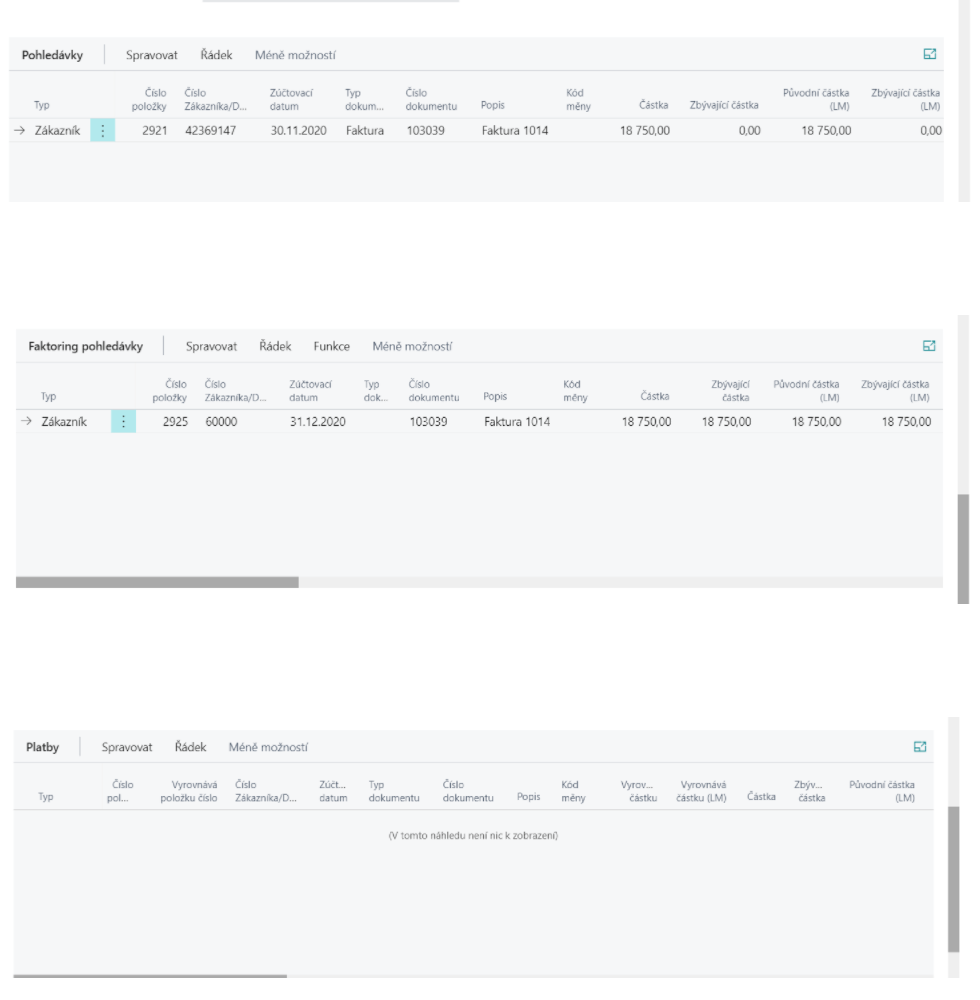 Pohledávky Spravovat Řádek Méně možností
Typ Číslo položky Číslo Zákazníka/D... Zúčtovací datum Typ dokum... Číslo dokumentu Popis Kód měny Částka Zbývající částka Původní částka (LM) Zbývající částka (LM)
→ Zákazník 2921 42369147 30.11.2020 Faktura 103039 Faktura 1014 18 750,00 0,00 18 750,00 0,00
Faktoring pohledávky Spravovat Řádek Funkce Méně možností
Typ Číslo položky Číslo Zákazníka/D... Zúčtovací datum Typ dok... Číslo dokumentu Popis Kód měny Částka Zbývající částka Původní částka (LM) Zbývající částka (LM)
→ Zákazník 2925 60000 31.12.2020 103039 Faktura 1014 18 750,00 18 750,00 18 750,00 18 750,00
Platby Spravovat Řádek Méně možností
Typ Číslo pol... Vyrovnává položku číslo Číslo Zákazníka/D... Zúčt... datum Typ dokumentu Číslo dokumentu Popis Kód měny Vyrov... částku Vyrovnává částku (LM) Částka Zbýv... částka Původní částka (LM)
(V tomto náhledu není nic k zobrazení)